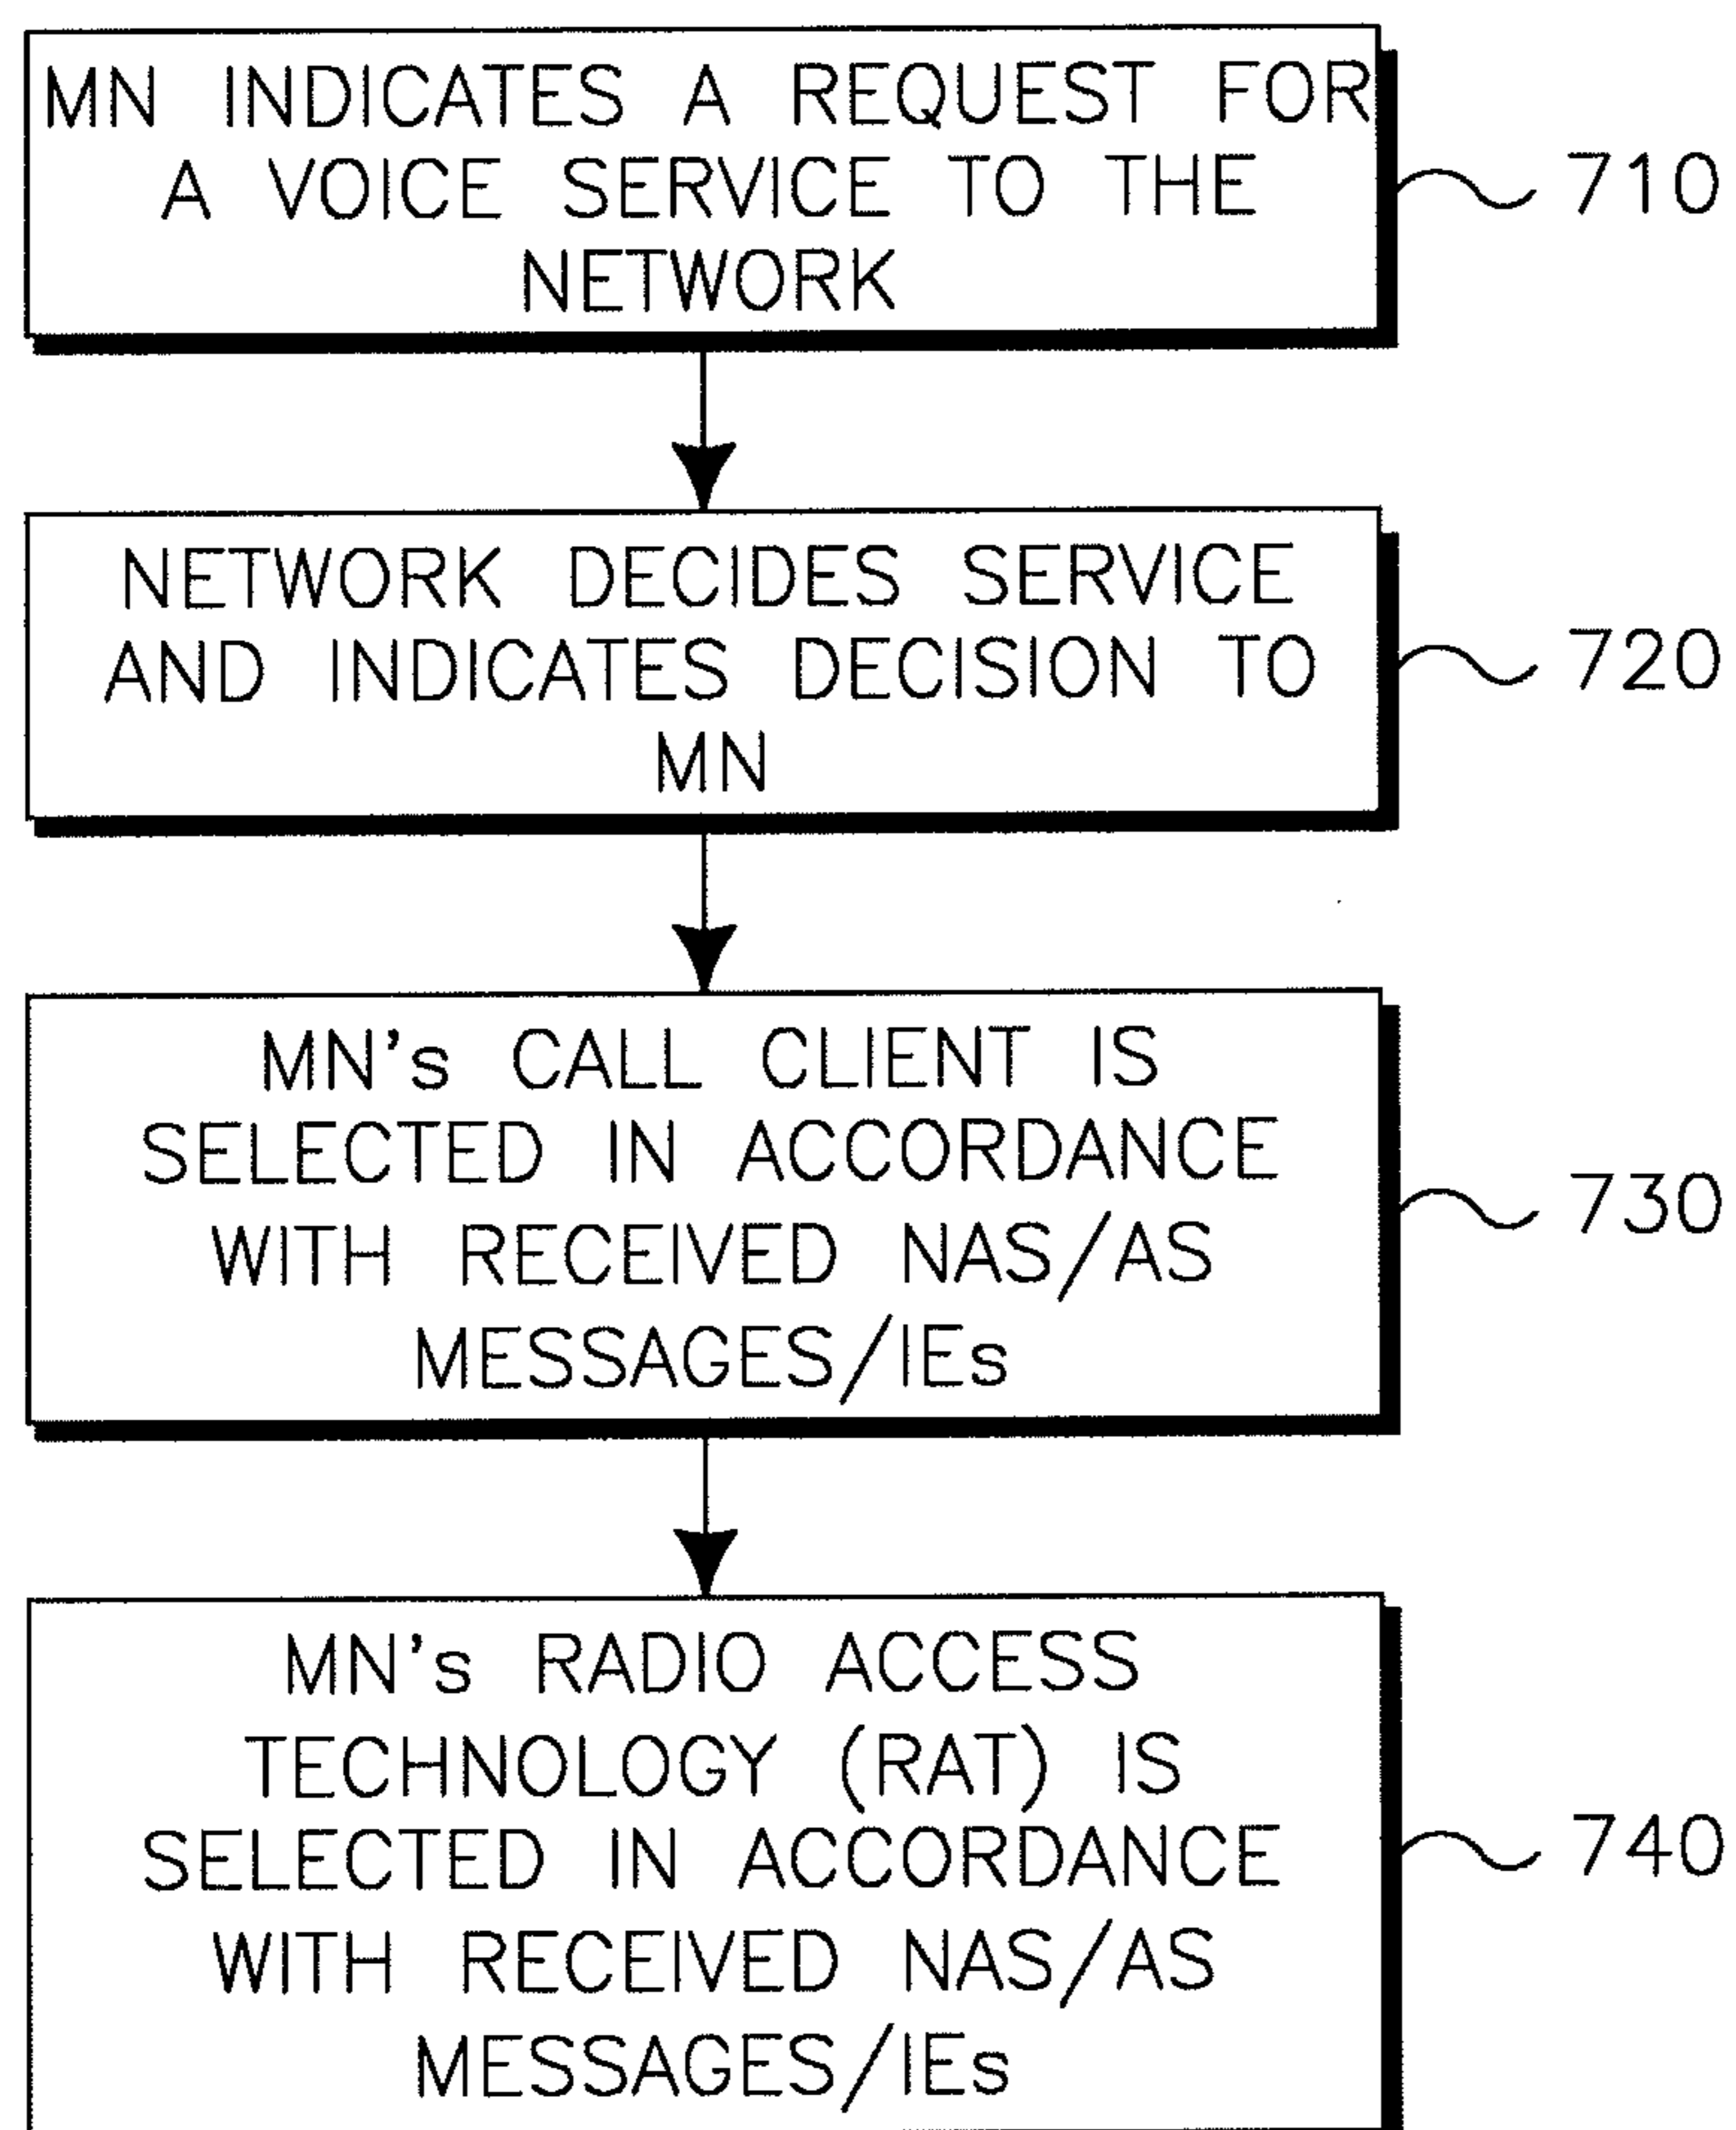 MN INDICATES A REQUEST FOR
A VOICE SERVICE TO THE
NETWORK
710
NETWORK DECIDES SERVICE
AND INDICATES DECISION TO
MN
720
MN's CALL CLIENT IS
SELECTED IN ACCORDANCE
WITH RECEIVED NAS/AS
MESSAGES/IEs
730
MN's RADIO ACCESS
TECHNOLOGY (RAT) IS
SELECTED IN ACCORDANCE
WITH RECEIVED NAS/AS
MESSAGES/IEs
740